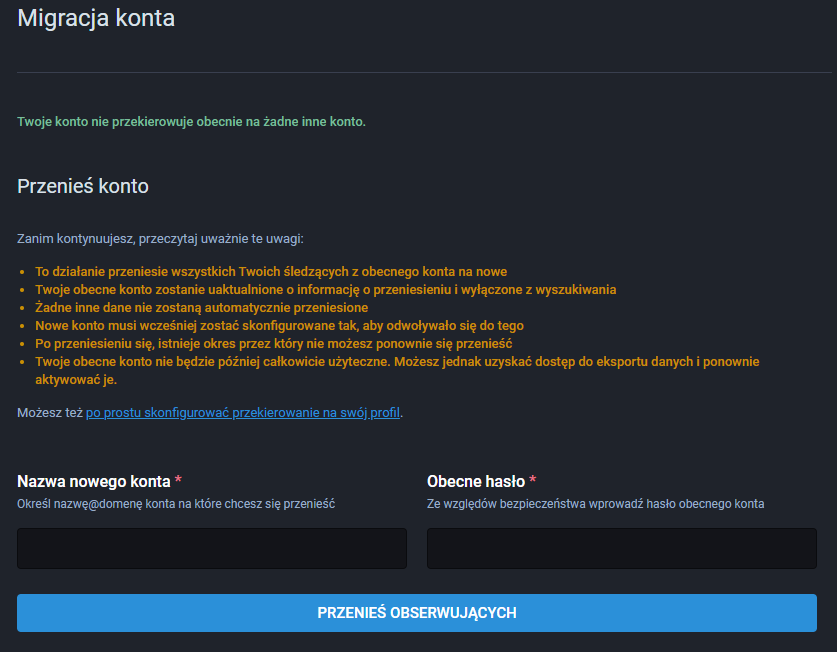 Migracja konta
Twoje konto nie przekierowuje obecnie na żadne inne konto.
Przenieś konto
Zanim kontynuujesz, przeczytaj uważnie te uwagi:
• To działanie przeniesie wszystkich Twoich śledzących z obecnego konta na nowe
• Twoje obecne konto zostanie uaktualnione o informację o przeniesieniu i wyłączone z wyszukiwania
• Żadne inne dane nie zostaną automatycznie przeniesione
• Nowe konto musi wcześniej zostać skonfigurowane tak, aby odwoływało się do tego
• Po przeniesieniu się, istnieje okres przez który nie możesz ponownie się przenieść
• Twoje obecne konto nie będzie później całkowicie użyteczne. Możesz jednak uzyskać dostęp do eksportu danych i ponownie
aktywować je.
Możesz też po prostu skonfigurować przekierowanie na swój profil.
Nazwa nowego konta *
Określ nazwę@domenę konta na które chcesz się przenieść
Obecne hasło *
Ze względów bezpieczeństwa wprowadź hasło obecnego konta
PRZENIEŚ OBSERWUJĄCYCH